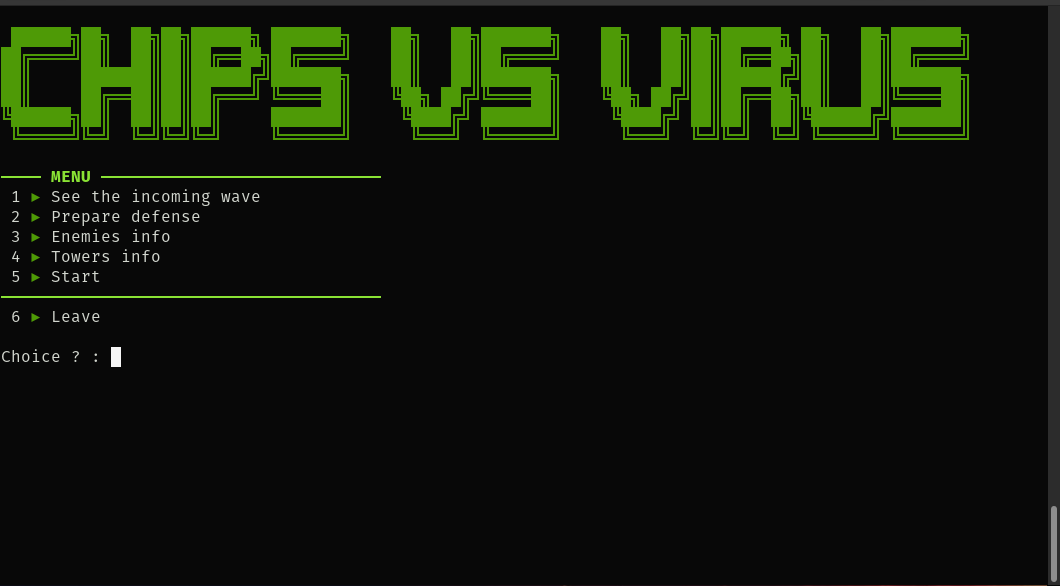 CHIPS VS VIRUS
MENU
1 ► See the incoming wave
2 ► Prepare defense
3 ► Enemies info
4 ► Towers info
5 ► Start
6 ► Leave
Choice ? :